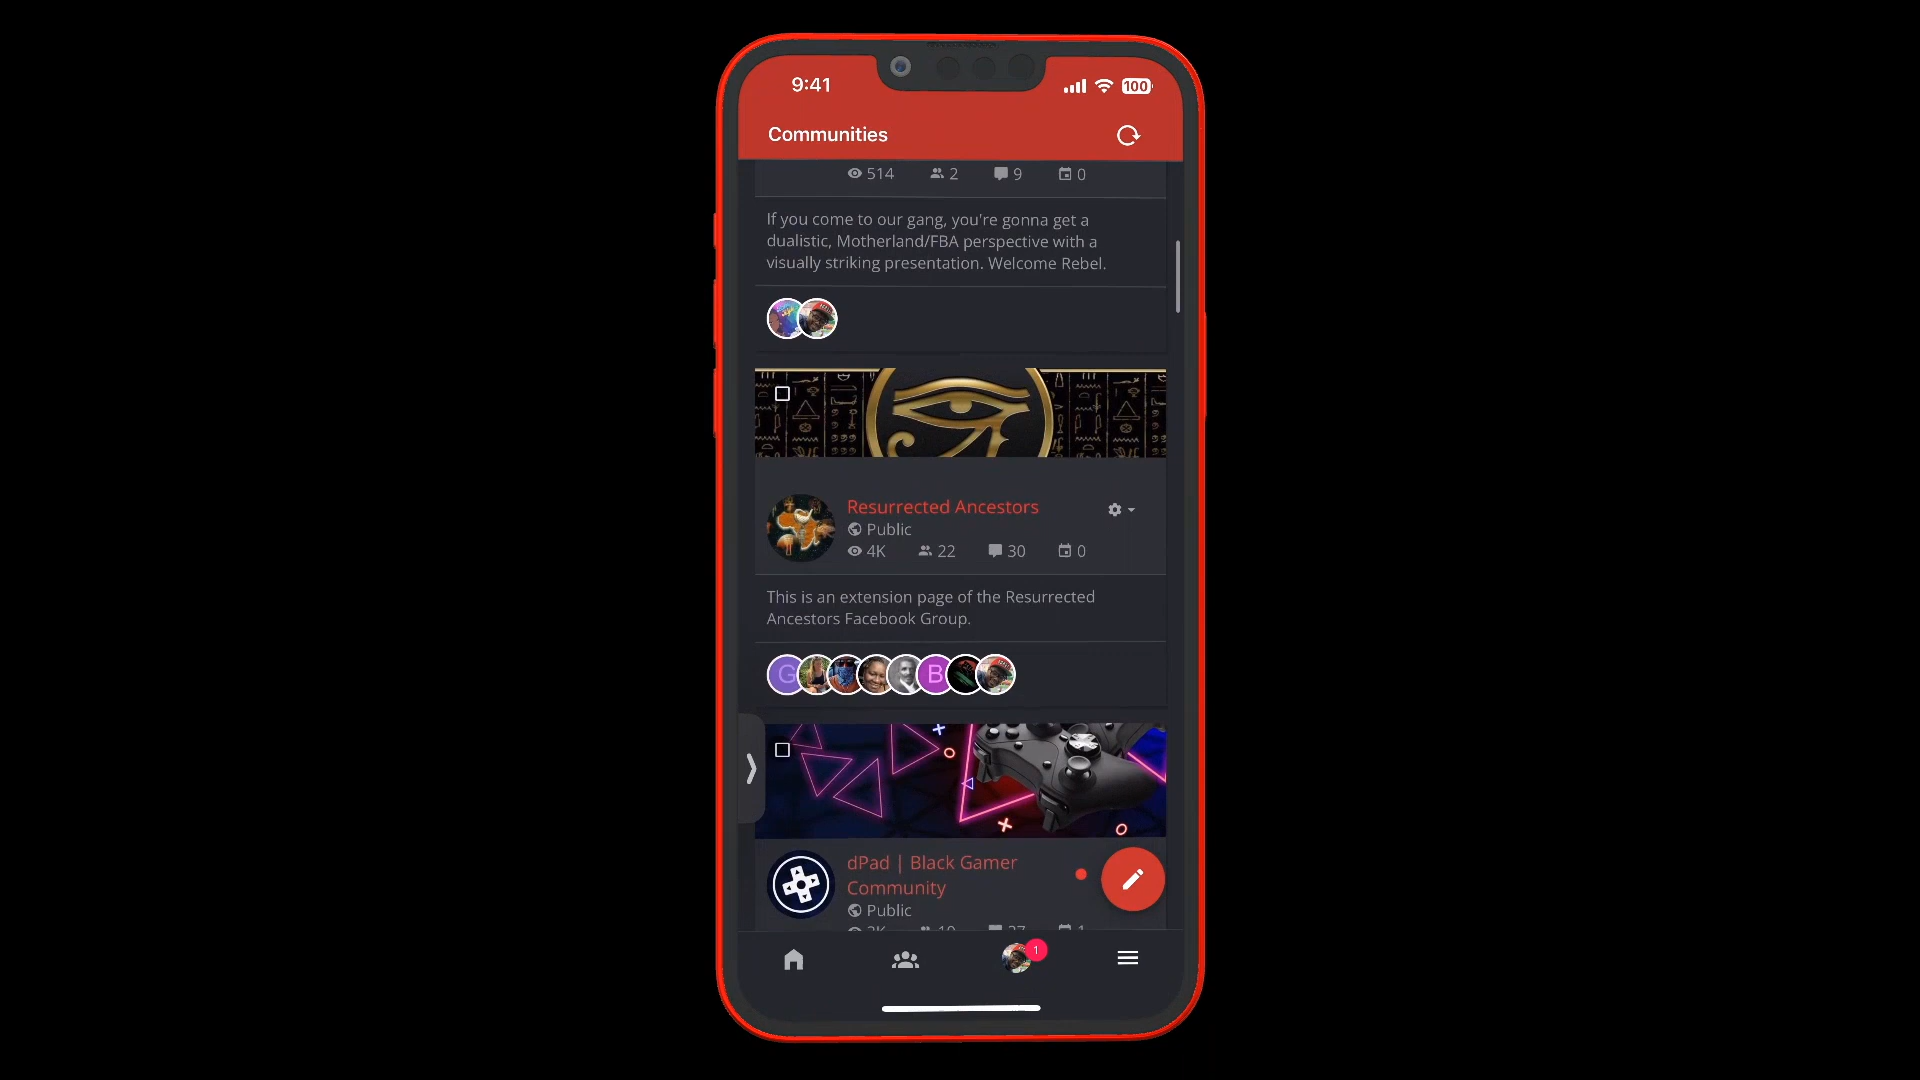 9:41
100
Communities
514 2 9 0
If you come to our gang, you're gonna get a
dualistic, Motherland/FBA perspective with a
visually striking presentation. Welcome Rebel.
Resurrected Ancestors
Public
4K 22 30 0
This is an extension page of the Resurrected
Ancestors Facebook Group.
G B
dPad | Black Gamer
Community
Public
1